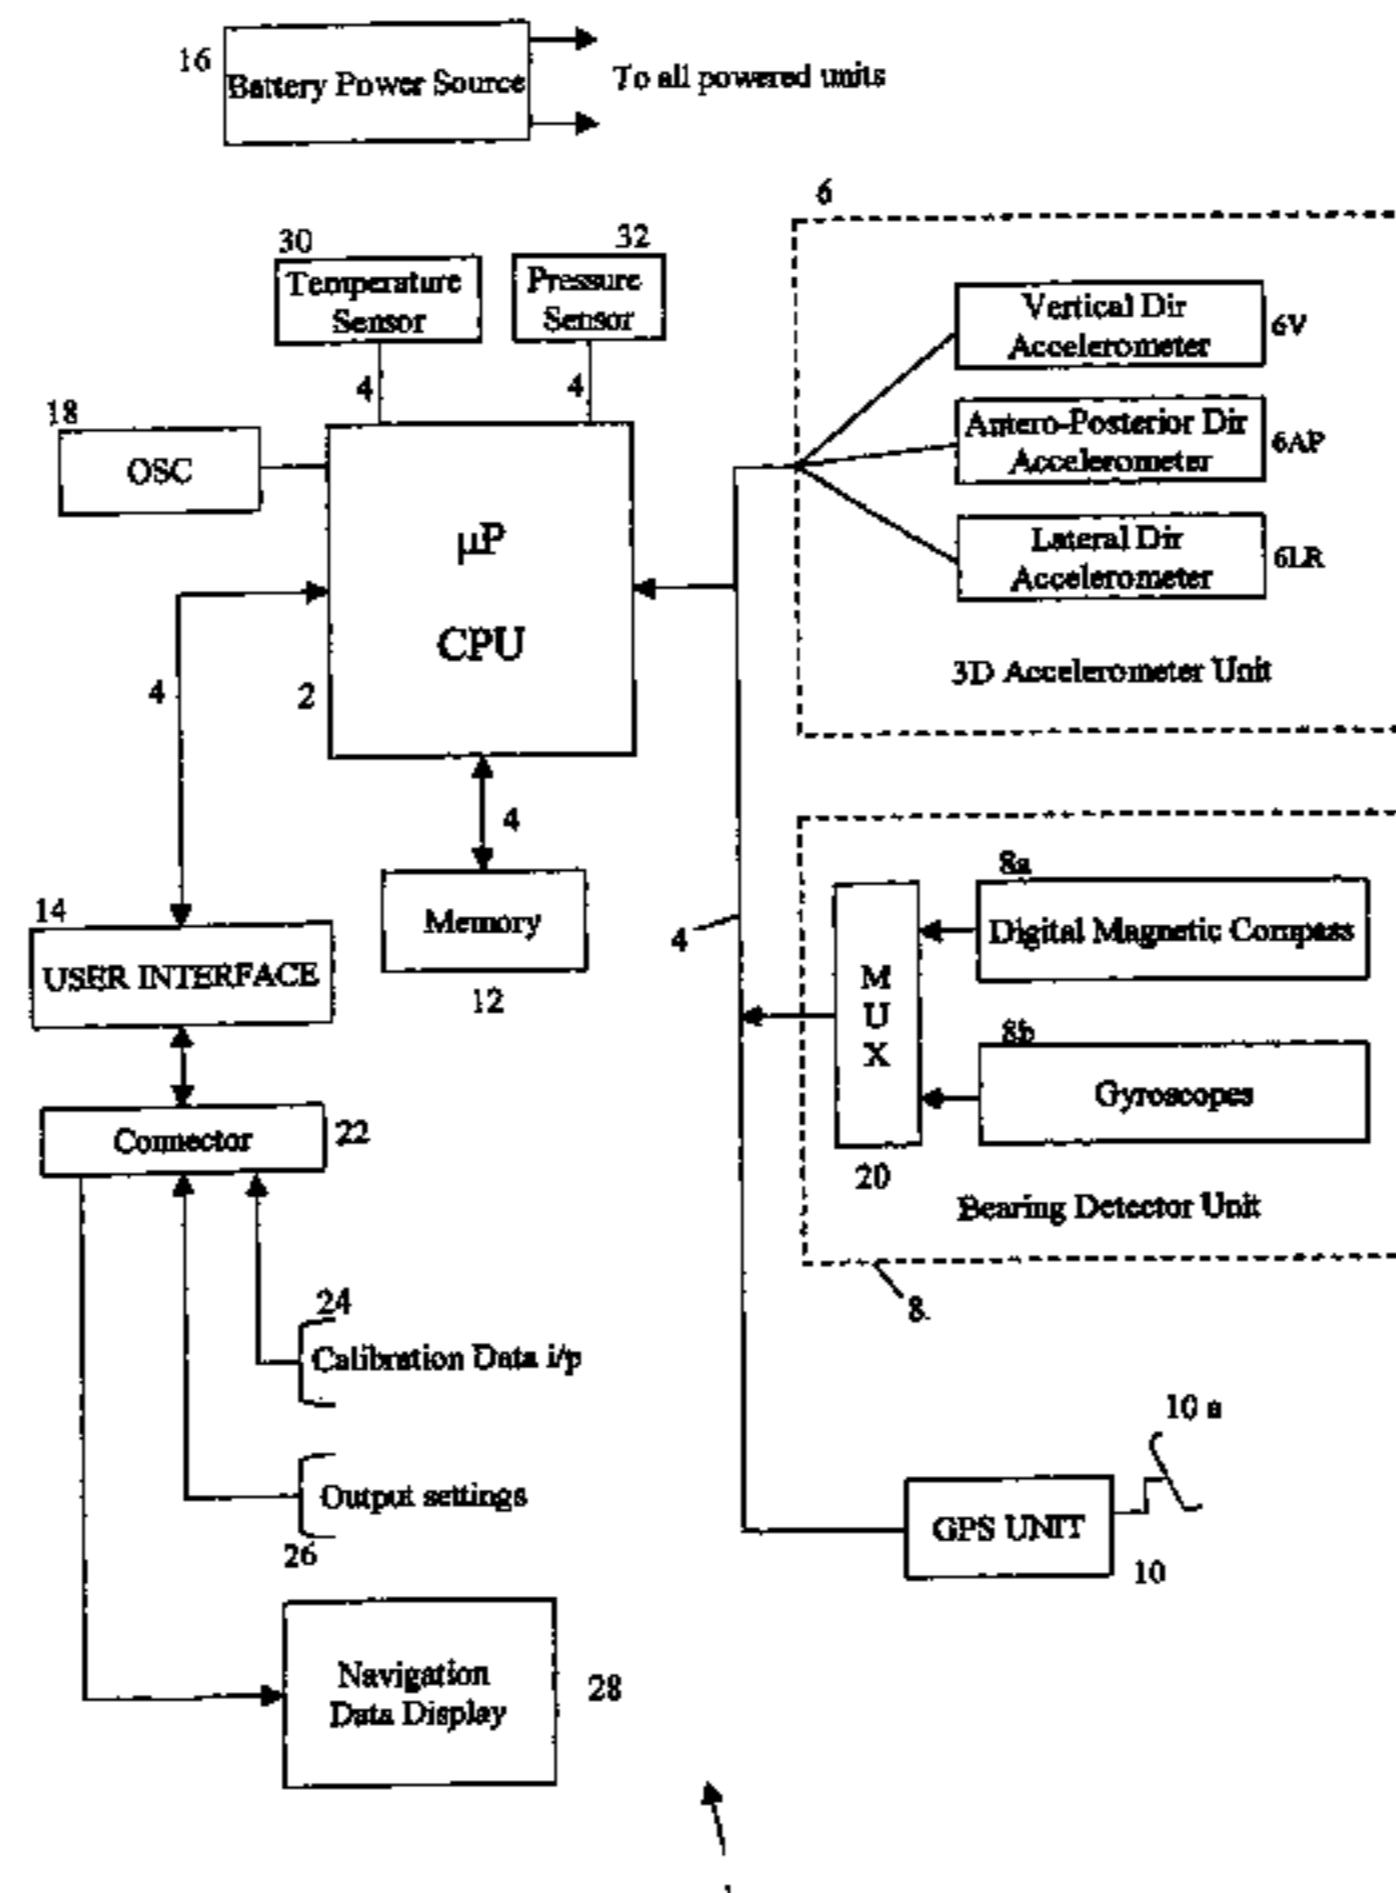 16
Battery Power Source
To all powered units
6
30
32
Temperature
Sensor
Pressure
Sensor
Vertical Dir
Accelerometer
6V
4
4
18
OSC
Antero-Posterior Dir
Accelerometer
6AP
μP
CPU
2
Lateral Dir
Accelerometer
6LR
3D Accelerometer Unit
4
4
Memory
12
14
USER INTERFACE
4
8a
Digital Magnetic Compass
M
U
X
8b
Gyroscopes
20
Bearing Detector Unit
8
Connector
22
24
Calibration Data i/p
Output settings
26
10 a
GPS UNIT
10
Navigation
Data Display
28